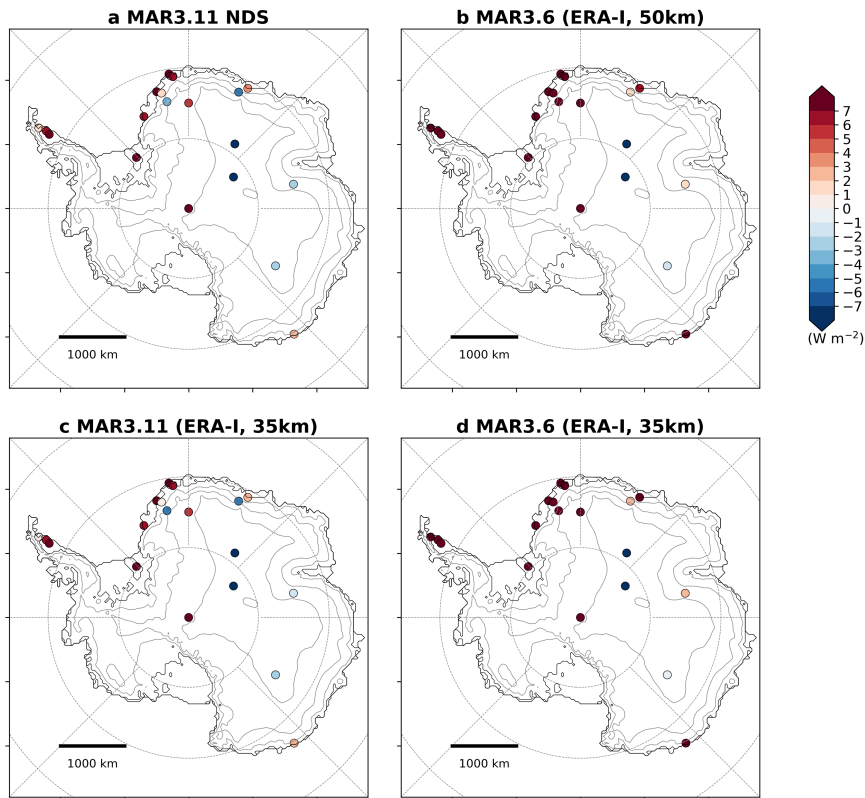 a MAR3.11 NDS
b MAR3.6 (ERA-I, 50km)
7
6
5
4
3
2
1
0
−1
−2
−3
−4
−5
−6
−7
(W m⁻²)
1000 km
1000 km
c MAR3.11 (ERA-I, 35km)
d MAR3.6 (ERA-I, 35km)
1000 km
1000 km